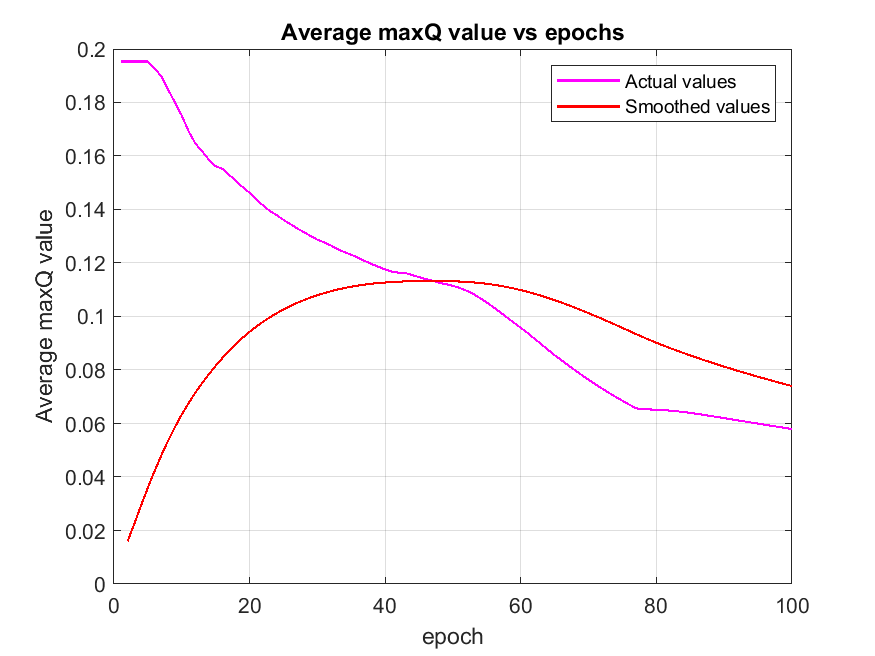 Average maxQ value vs epochs
Actual values
Smoothed values
Average maxQ value
0.2
0.18
0.16
0.14
0.12
0.1
0.08
0.06
0.04
0.02
0
0 20 40 60 80 100
epoch